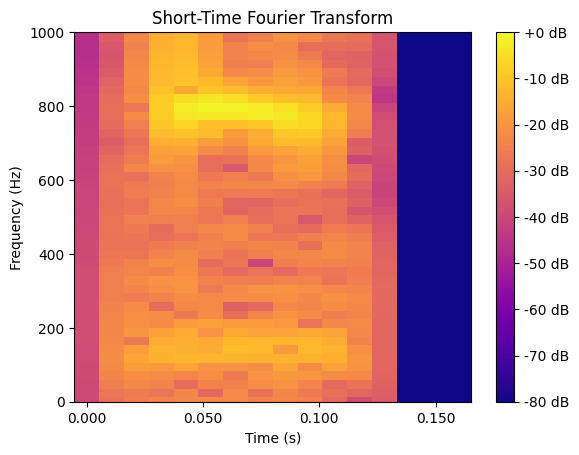 Short-Time Fourier Transform
Frequency (Hz)
1000
800
600
400
200
0
0.000
0.050
0.100
0.150
Time (s)
+0 dB
-10 dB
-20 dB
-30 dB
-40 dB
-50 dB
-60 dB
-70 dB
-80 dB